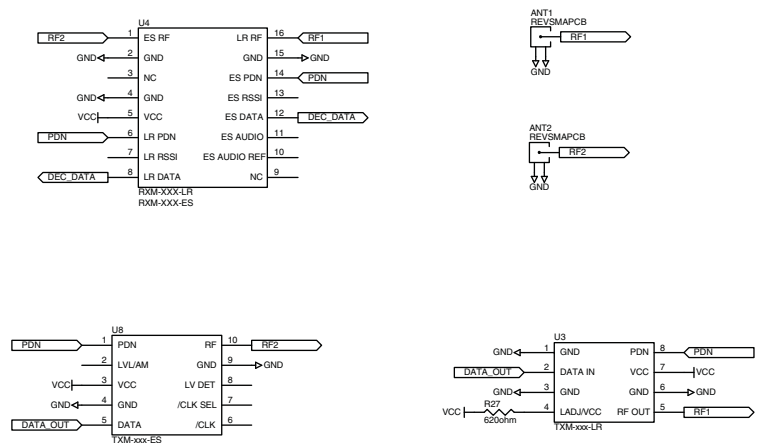 U4
RF2 1 ES RF LR RF 16 RF1
GND 2 GND GND 15 GND
3 NC ES PDN 14 PDN
GND 4 GND ES RSSI 13
VCC 5 VCC ES DATA 12 DEC_DATA
PDN 6 LR PDN ES AUDIO 11
7 LR RSSI ES AUDIO REF 10
DEC_DATA 8 LR DATA NC 9
RXM-XXX-LR
RXM-XXX-ES
ANT1
REVSMAPCB
RF1
GND
ANT2
REVSMAPCB
RF2
GND
U8
PDN 1 PDN RF 10 RF2
2 LVL/AM GND 9 GND
VCC 3 VCC LV DET 8
GND 4 GND /CLK SEL 7
DATA_OUT 5 DATA /CLK 6
TXM-xxx-ES
U3
GND 1 GND PDN 8 PDN
DATA_OUT 2 DATA IN VCC 7 VCC
GND 3 GND GND 6 GND
VCC R27 4 LADJ/VCC RF OUT 5 RF1
620ohm
TXM-xxx-LR